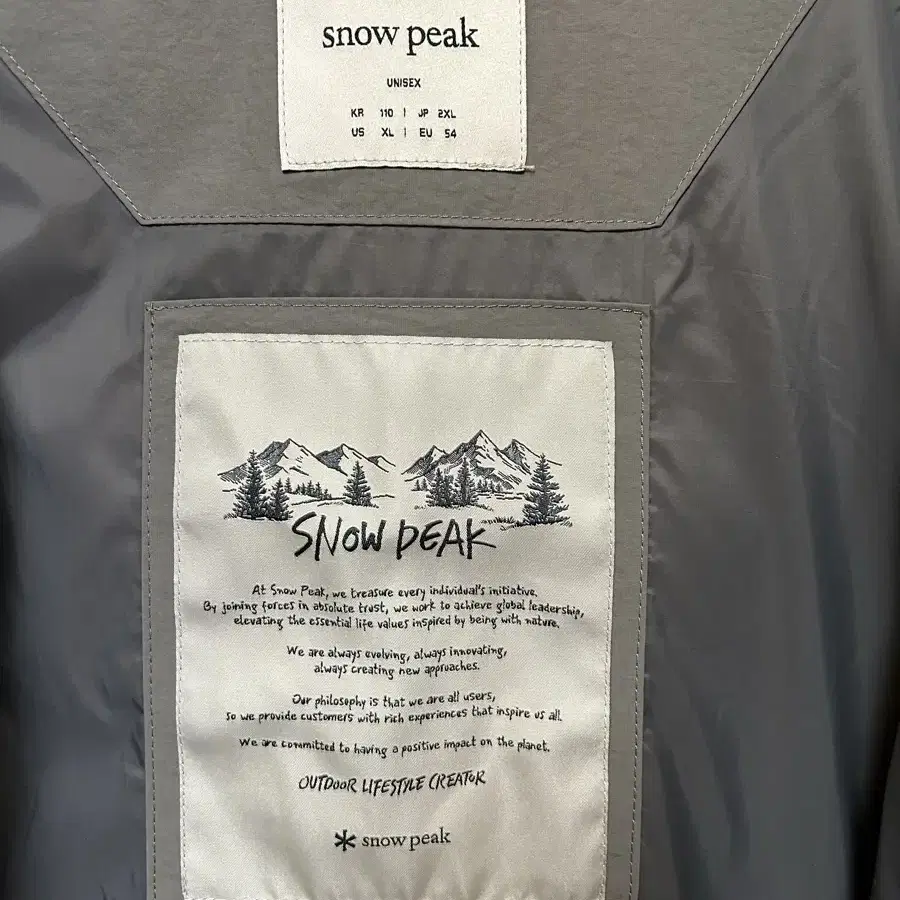 snow peak
UNISEX
KR 110 | JP 2XL
US XL | EU 54
SNOW PEAK
At Snow Peak, we treasure every individual's initiative.
By joining forces in absolute trust, we work to achieve global leadership,
elevating the essential life values inspired by being with nature.
We are always evolving, always innovating,
always creating new approaches.
Our philosophy is that we are all users,
so we provide customers with rich experiences that inspire us all.
We are committed to having a positive impact on the planet.
OUTDOOR LIFESTYLE CREATOR
snow peak